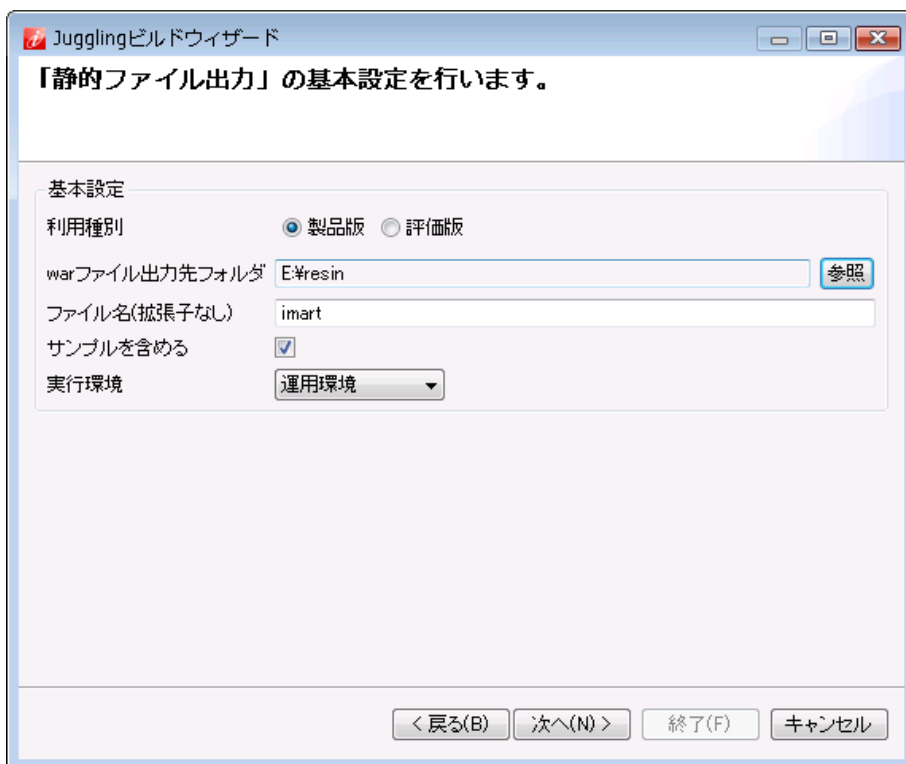 Jugglingビルドウィザード
「静的ファイル出力」の基本設定を行います。
基本設定
利用種別 製品版 評価版
warファイル出力先フォルダ E:¥resin 参照
ファイル名(拡張子なし) imart
サンプルを含める
実行環境 運用環境
< 戻る(B) 次へ(N) > 終了(F) キャンセル